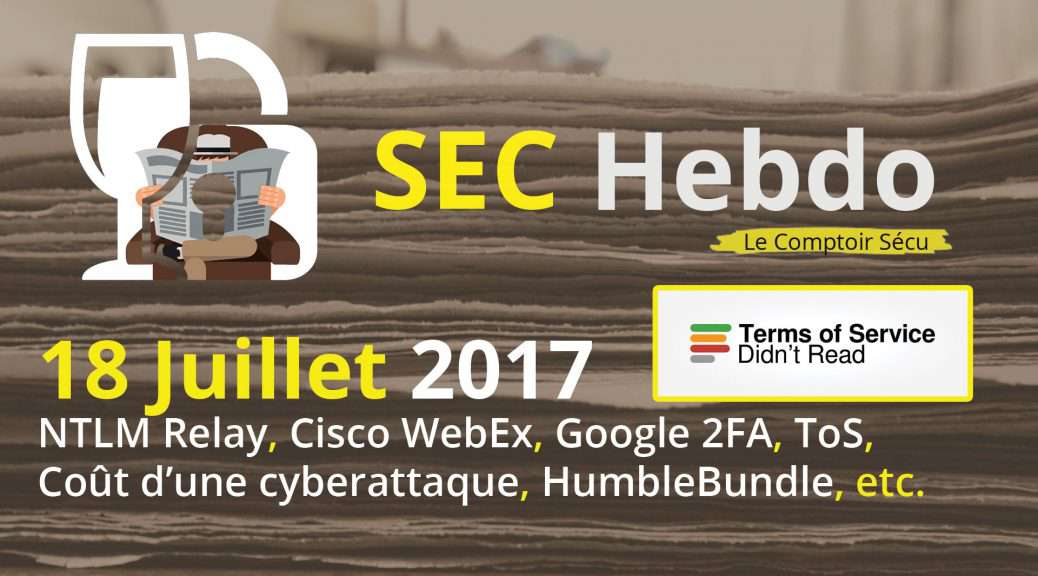 SEC Hebdo
Le Comptoir Sécu
Terms of Service
Didn't Read
18 Juillet 2017
NTLM Relay, Cisco WebEx, Google 2FA, ToS,
Coût d’une cyberattaque, HumbleBundle, etc.